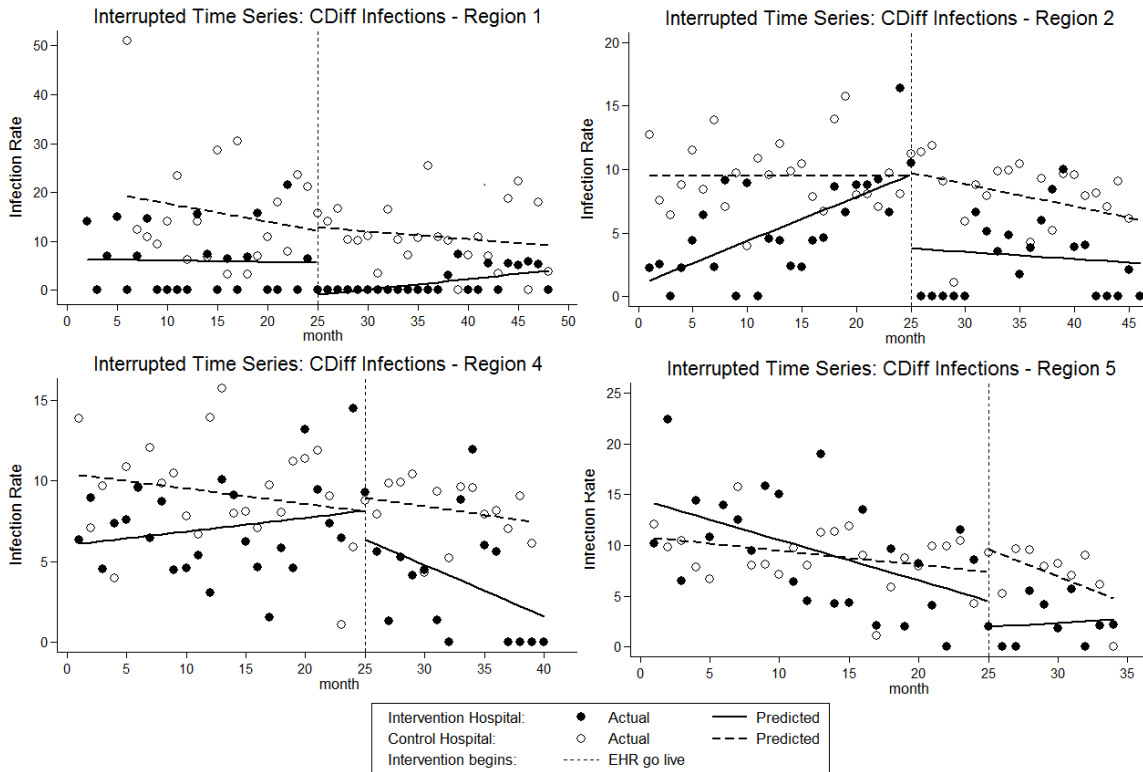 Interrupted Time Series: CDiff Infections - Region 1
Infection Rate
50
40
30
20
10
0
0 5 10 15 20 25 30 35 40 45 50
month
Interrupted Time Series: CDiff Infections - Region 2
Infection Rate
20
15
10
5
0
0 5 10 15 20 25 30 35 40 45
month
Interrupted Time Series: CDiff Infections - Region 4
Infection Rate
15
10
5
0
0 5 10 15 20 25 30 35 40
month
Interrupted Time Series: CDiff Infections - Region 5
Infection Rate
25
20
15
10
5
0
0 5 10 15 20 25 30 35
month
Intervention Hospital: Actual Predicted
Control Hospital: Actual Predicted
Intervention begins: EHR go live